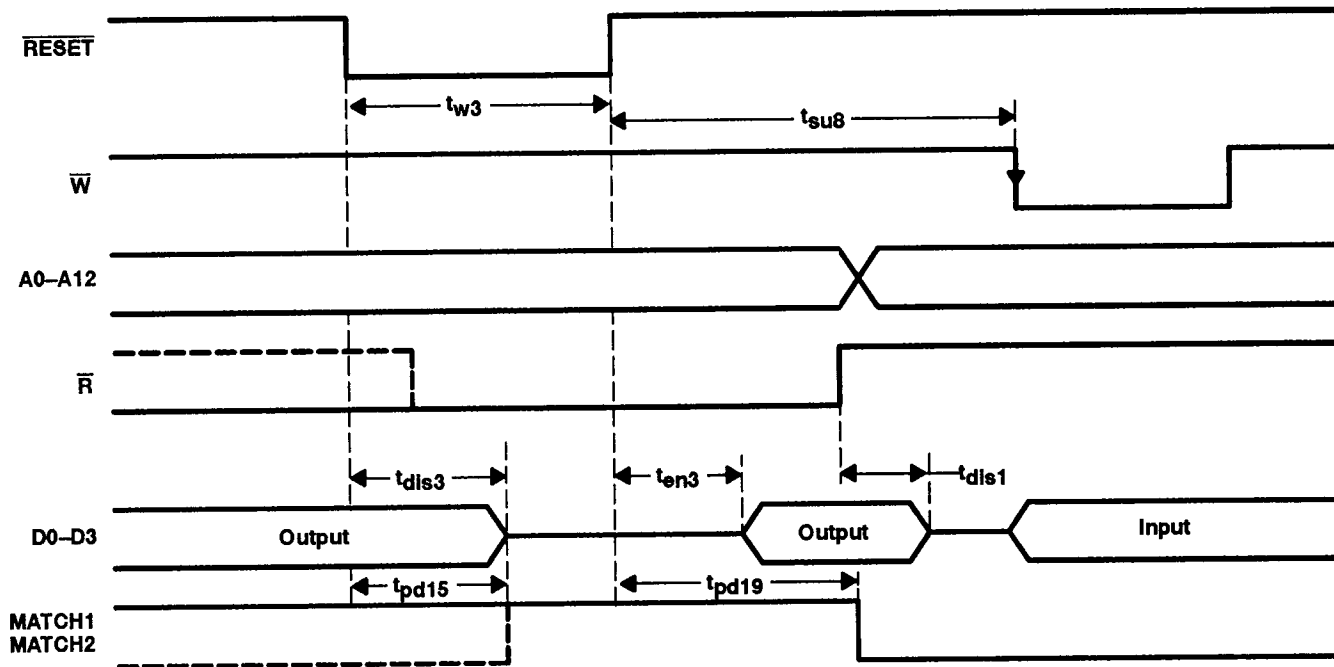 RESET
tw3
tsu8
W
A0–A12
R
tdis3
ten3
tdis1
D0–D3
Output
Output
Input
tpd15
tpd19
MATCH1
MATCH2